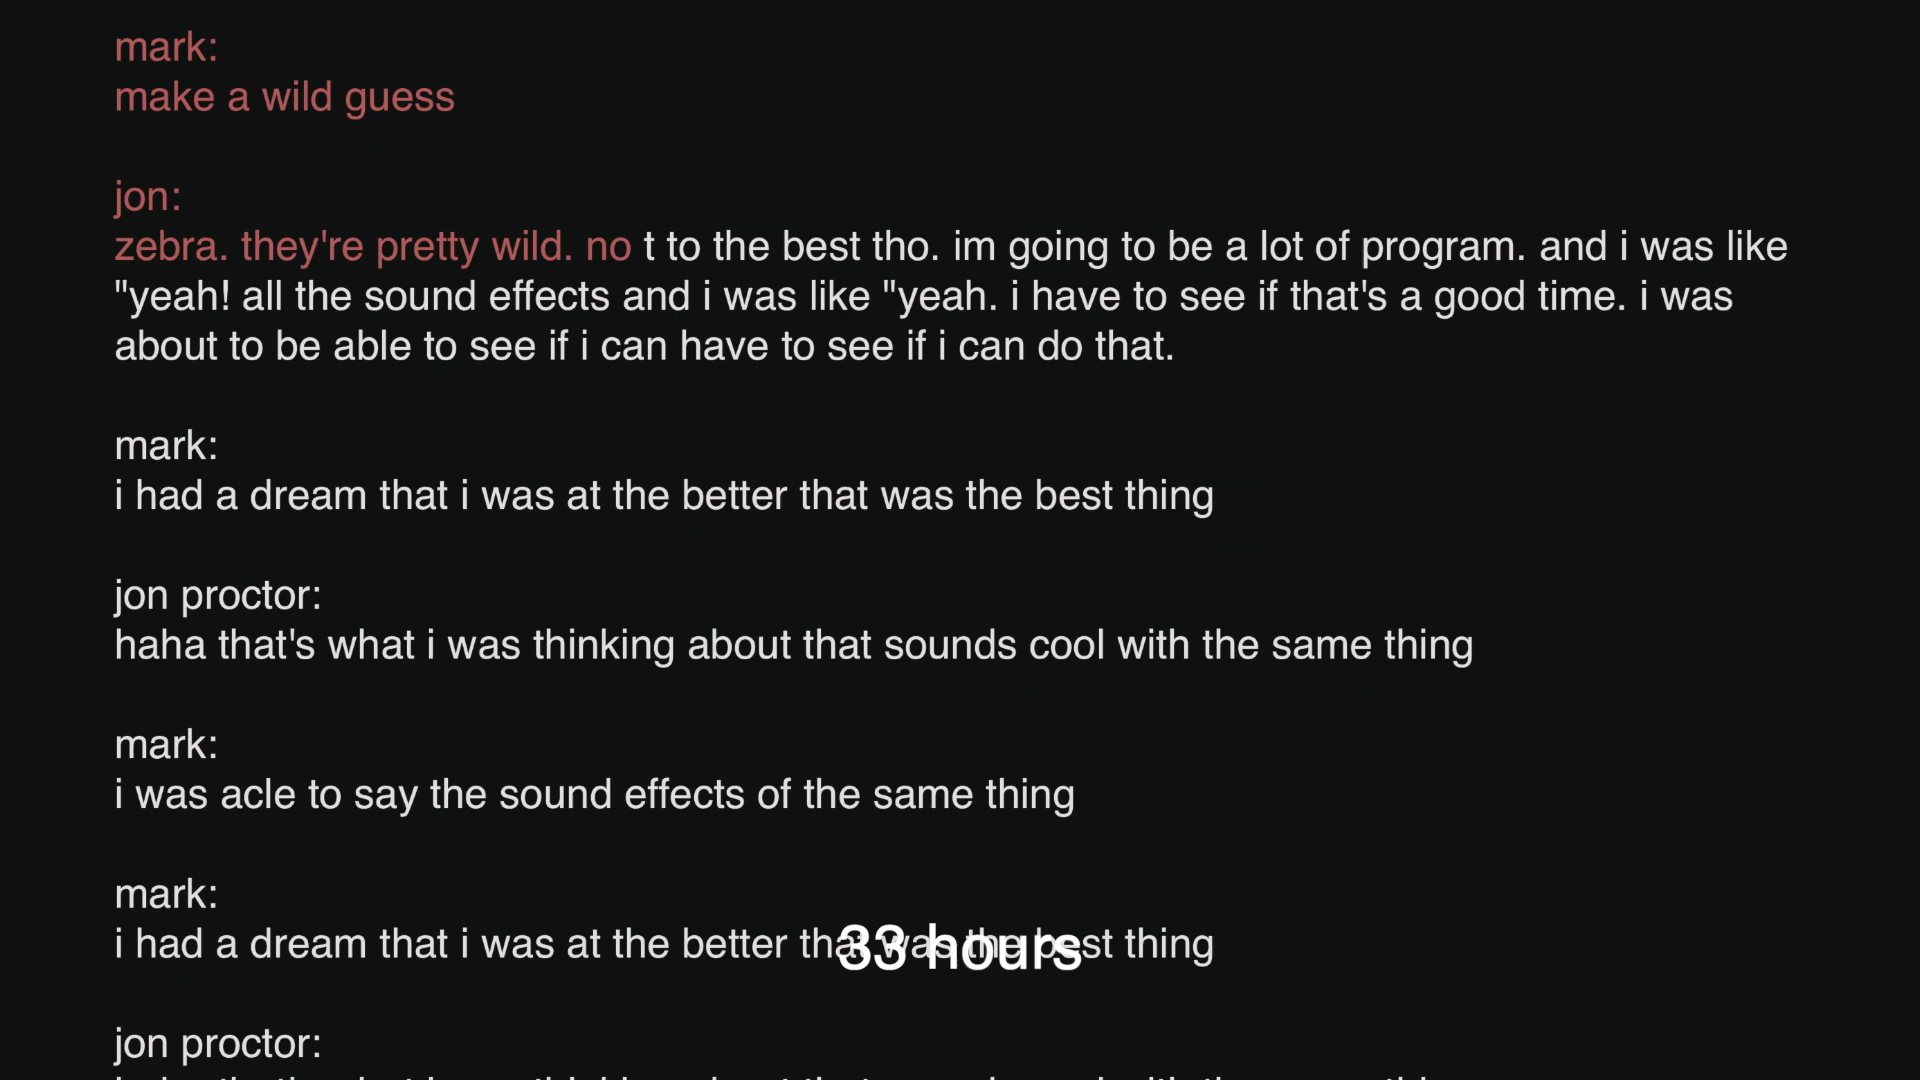 mark:
make a wild guess
jon:
zebra. they're pretty wild. no t to the best tho. im going to be a lot of program. and i was like
"yeah! all the sound effects and i was like "yeah. i have to see if that's a good time. i was
about to be able to see if i can have to see if i can do that.
mark:
i had a dream that i was at the better that was the best thing
jon proctor:
haha that's what i was thinking about that sounds cool with the same thing
mark:
i was acle to say the sound effects of the same thing
mark:
i had a dream that i was at the better that was the best thing
33 hours
jon proctor: